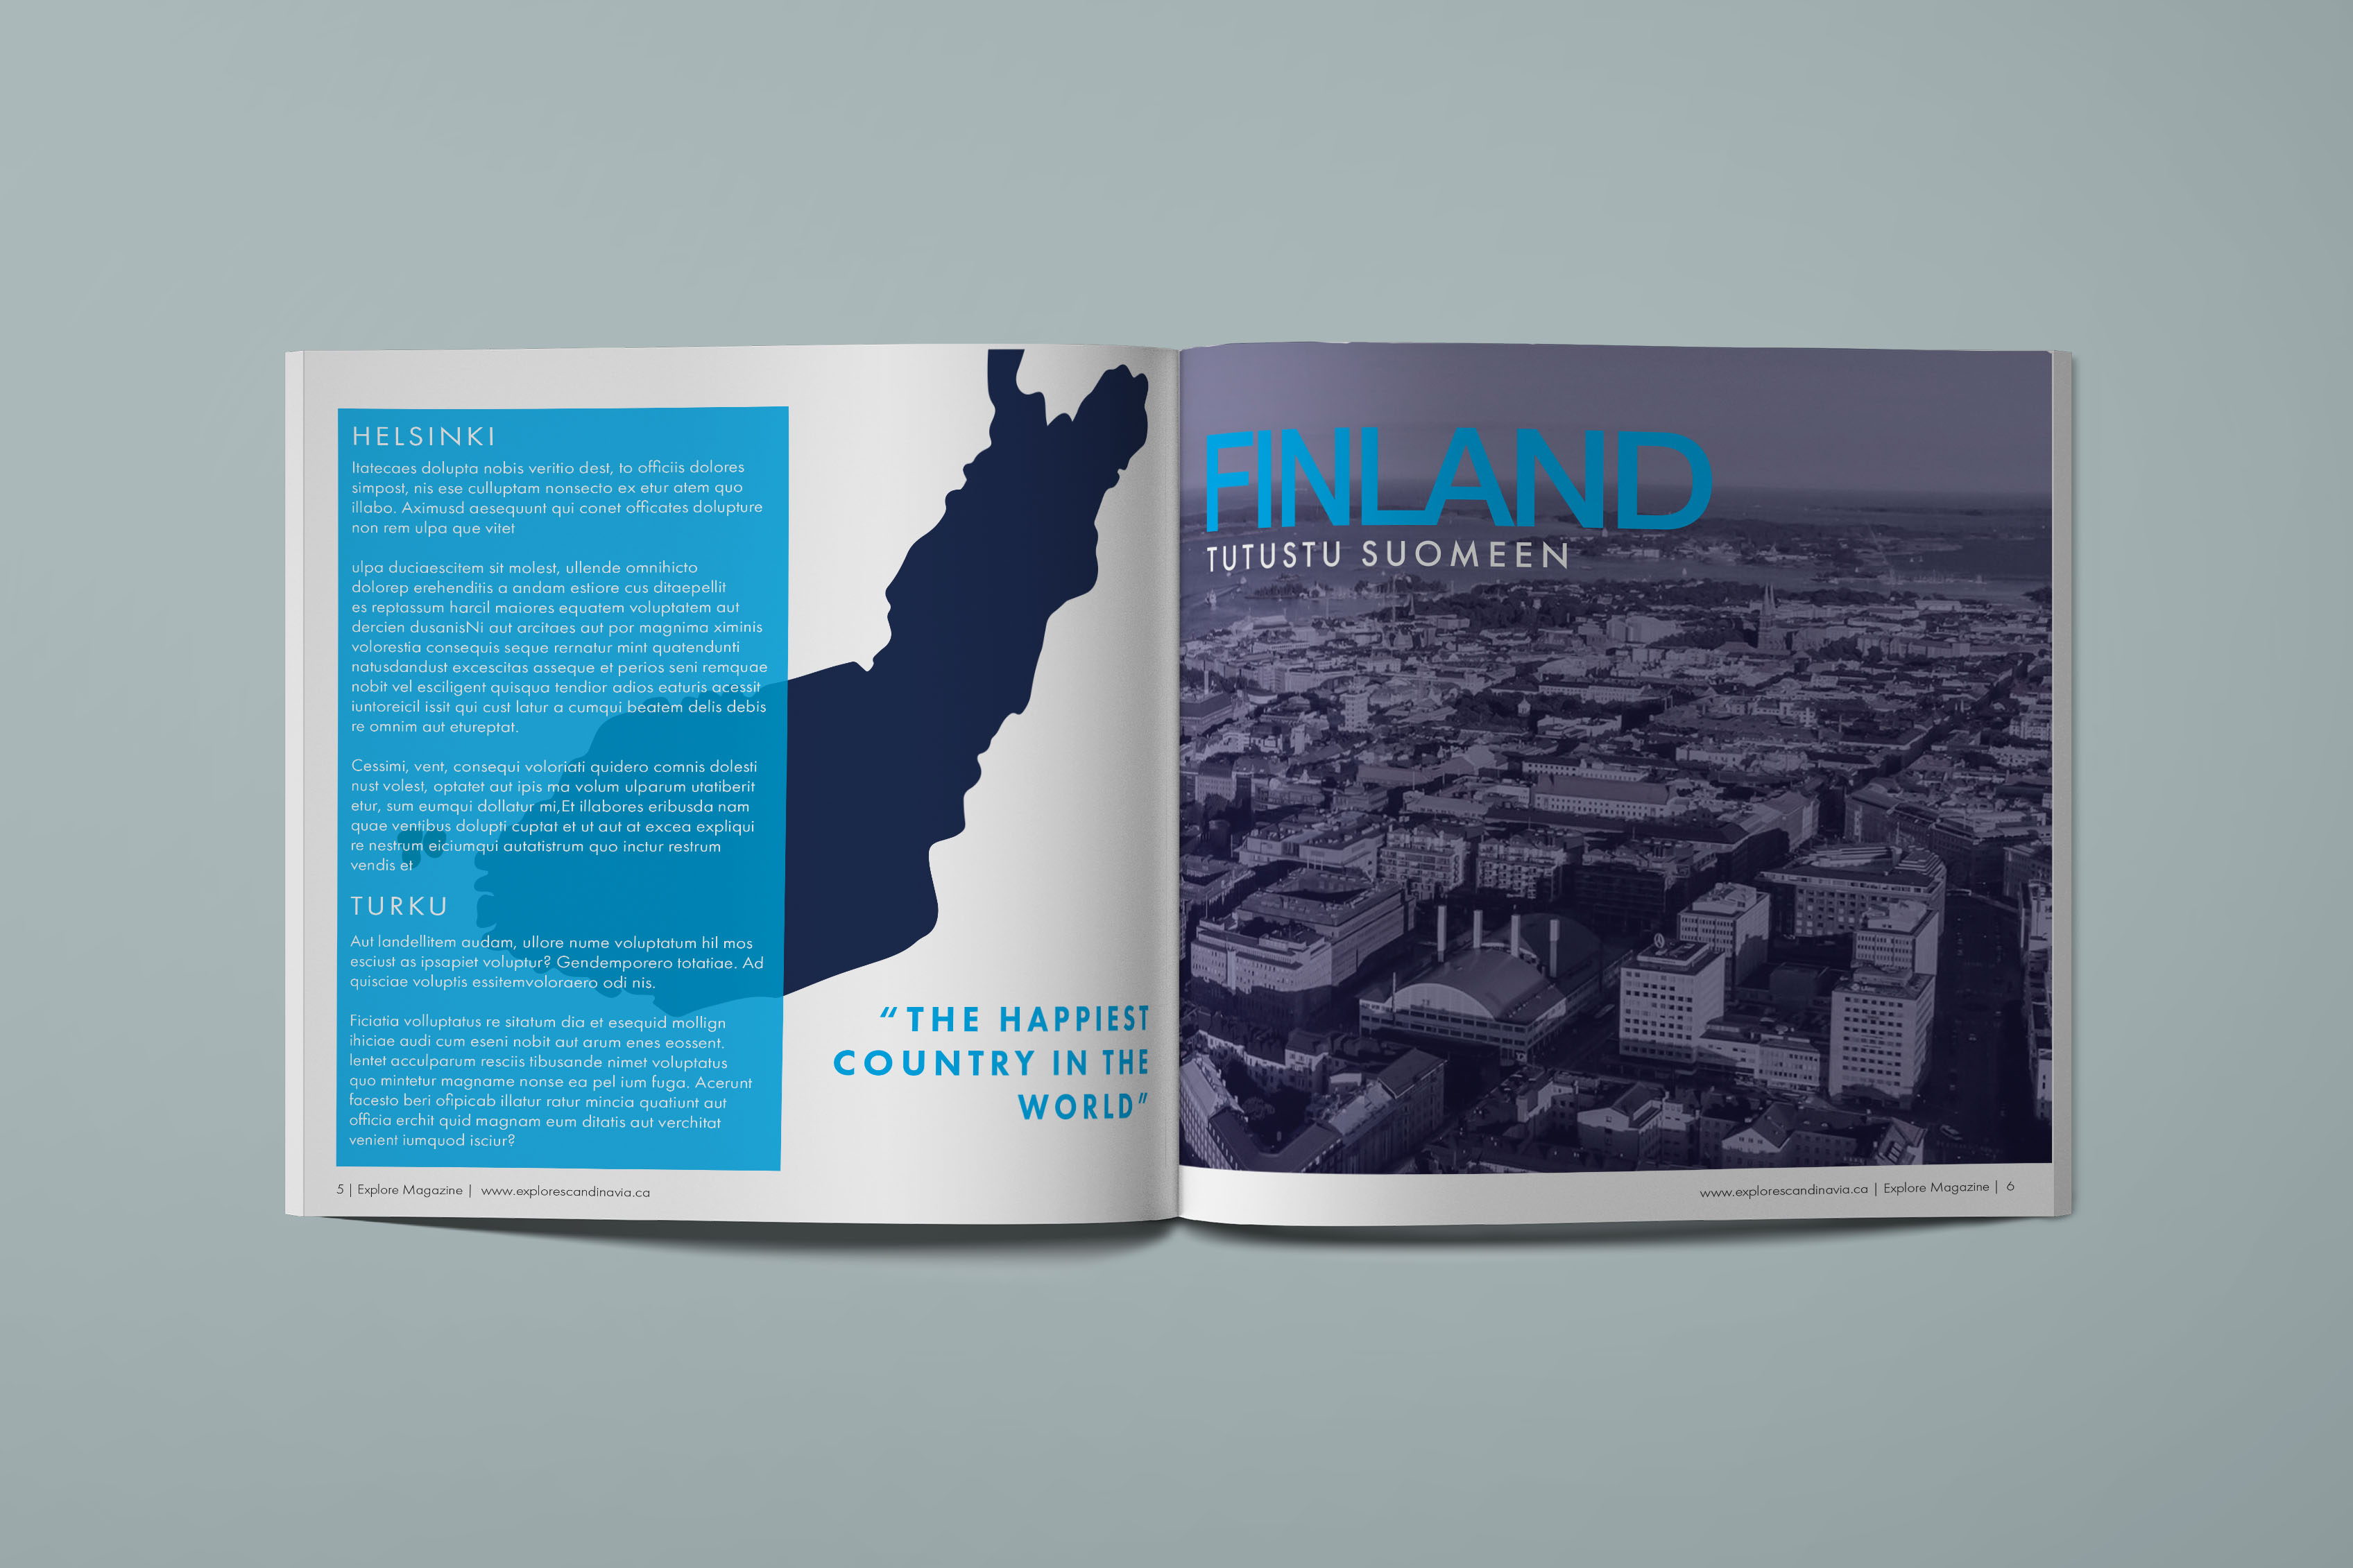 HELSINKI
Itatecaes dolupta nobis veritio dest, to officiis dolores
simpost, nis ese culluptam nonsecto ex etur atem quo
illabo. Aximusd aesequunt qui conet officates dolupture
non rem ulpa que vitet
ulpa duciaescitem sit molest, ullende omnihicto
dolorep erehenditis a andam estiore cus ditaepellit
es reptassum harcil maiores equatem voluptatem aut
dercien dusanisNi aut arcitaes aut por magnima ximinis
volorestia consequis seque rernatur mint quatendunti
natusdandust excescitas asseque et perios seni remquae
nobit vel esciligent quisqua tendior adios eaturis acessit
iuntoreicil issit qui cust latur a cumqui beatem delis debis
re omnim aut etureptat.
Cessimi, vent, consequi voloriati quidero comnis dolesti
nust volest, optatet aut ipis ma volum ulparum utatiberit
etur, sum eumqui dollatur mi,Et illabores eribusda nam
quae ventibus dolupti cuptat et ut aut at excea expliqui
re nestrum eiciumqui autatistrum quo inctur restrum
vendis et
TURKU
Aut landellitem audam, ullore nume voluptatum hil mos
esciust as ipsapiet voluptur? Gendemporero totatiae. Ad
quisciae voluptis essitemvoloraero odi nis.
Ficiatia volluptatus re sitatum dia et esequid mollign
ihiciae audi cum eseni nobit aut arum enes eossent.
lentet acculparum resciis tibusande nimet voluptatus
quo mintetur magname nonse ea pel ium fuga. Acerunt
facesto beri ofipicab illatur ratur mincia quatiunt aut
officia erchit quid magnam eum ditatis aut verchitat
venient iumquod isciur?
"THE HAPPIEST
COUNTRY IN THE
WORLD"
5 | Explore Magazine | www.explorescandinavia.ca
FINLAND
TUTUSTU SUOMEEN
www.explorescandinavia.ca | Explore Magazine | 6